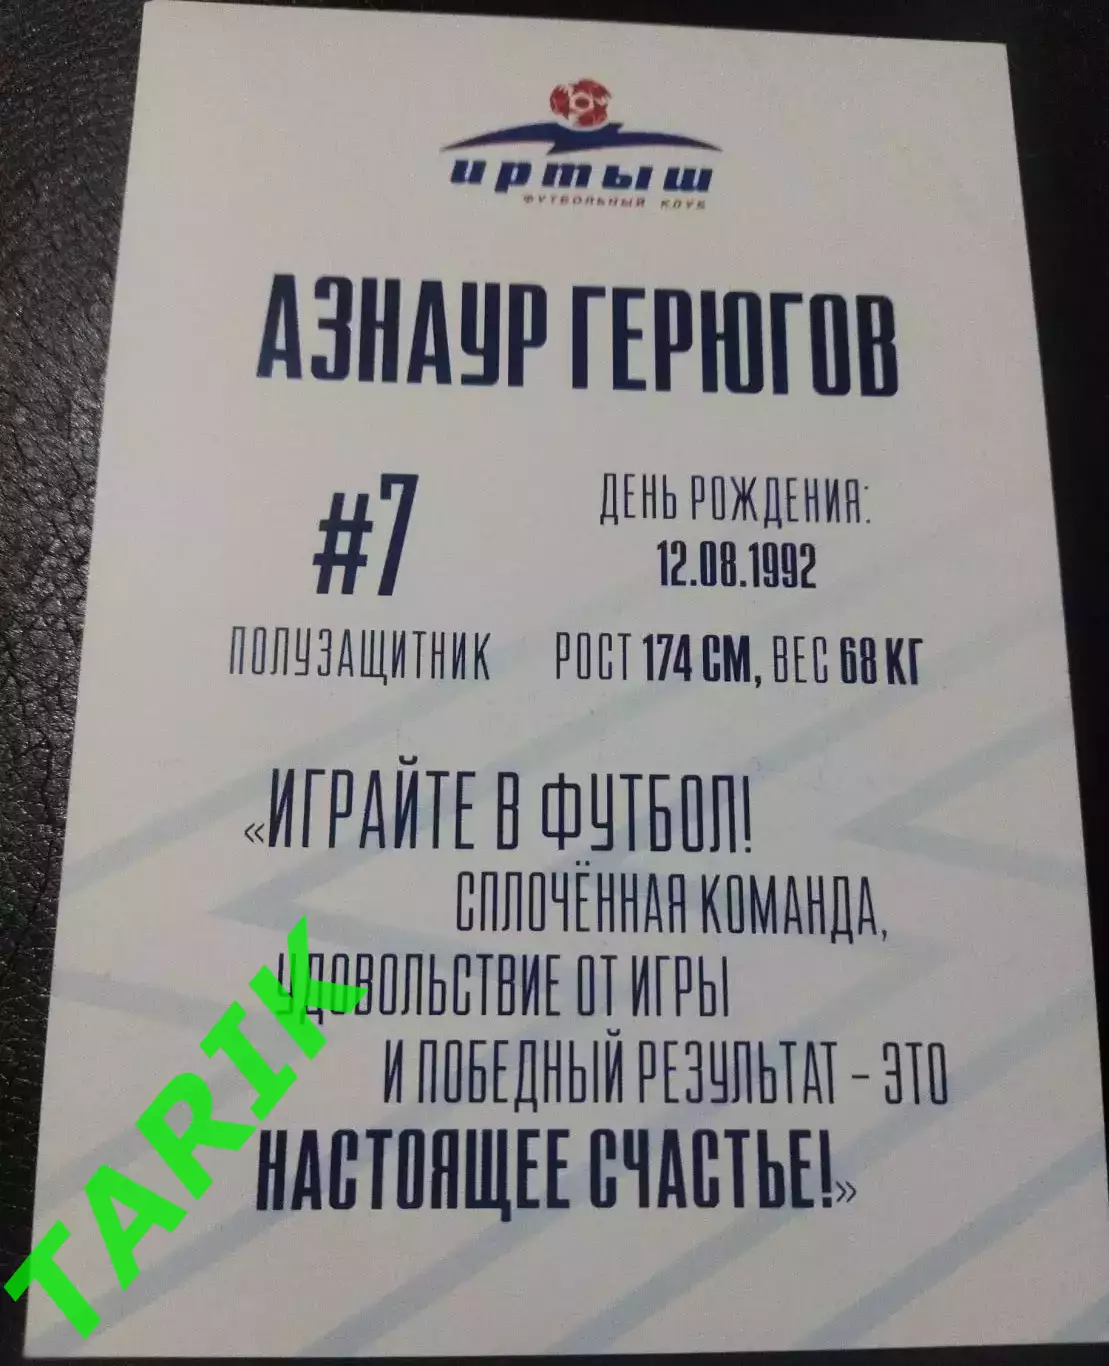 иртыш
ФУТБОЛЬНЫЙ КЛУБ
АЗНАУР ГЕРЮГОВ
#7
ДЕНЬ РОЖДЕНИЯ:
12.08.1992
ПОЛУЗАЩИТНИК
РОСТ 174 СМ, ВЕС 68 КГ
«ИГРАЙТЕ В ФУТБОЛ!
СПЛОЧЁННАЯ КОМАНДА,
УДОВОЛЬСТВИЕ ОТ ИГРЫ
И ПОБЕДНЫЙ РЕЗУЛЬТАТ – ЭТО
НАСТОЯЩЕЕ СЧАСТЬЕ!»
TARIK